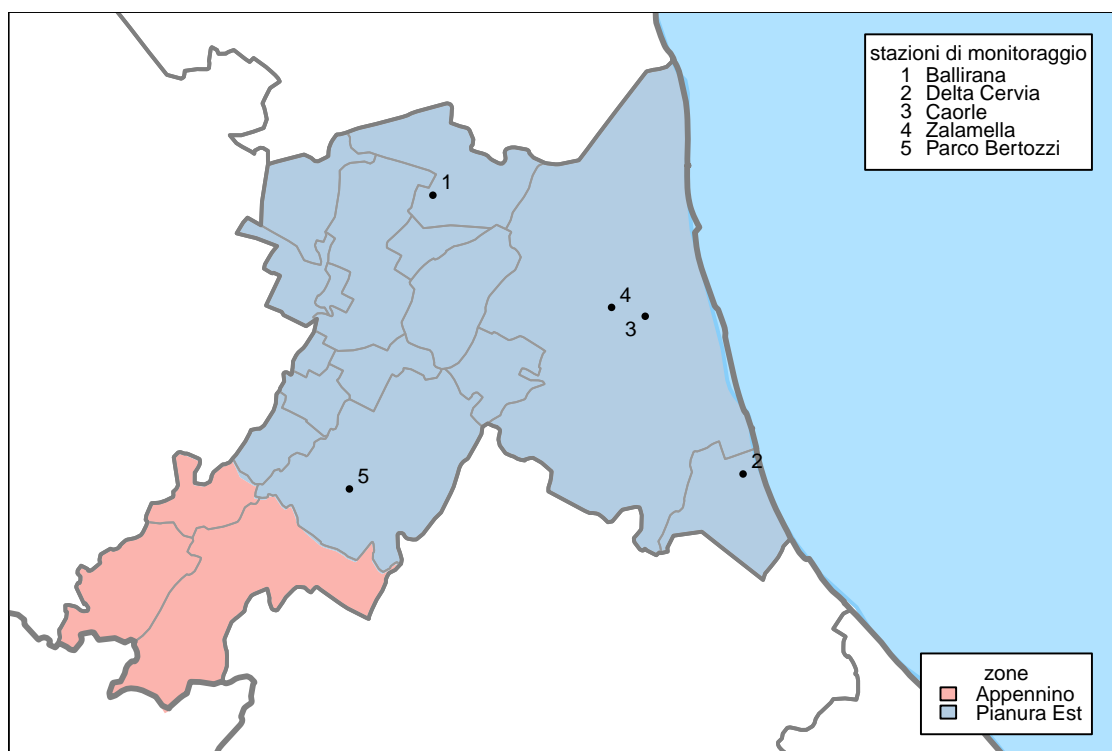 stazioni di monitoraggio
1 Ballirana
2 Delta Cervia
3 Caorle
4 Zalamella
5 Parco Bertozzi
1
4
3
2
5
zone
Appennino
Pianura Est